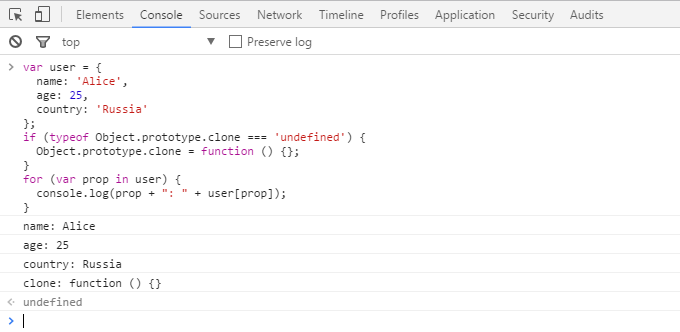 Elements Console Sources Network Timeline Profiles Application Security Audits
top Preserve log
var user = {
  name: 'Alice',
  age: 25,
  country: 'Russia'
};
if (typeof Object.prototype.clone === 'undefined') {
  Object.prototype.clone = function () {};
}
for (var prop in user) {
  console.log(prop + ": " + user[prop]);
}
name: Alice
age: 25
country: Russia
clone: function () {}
undefined